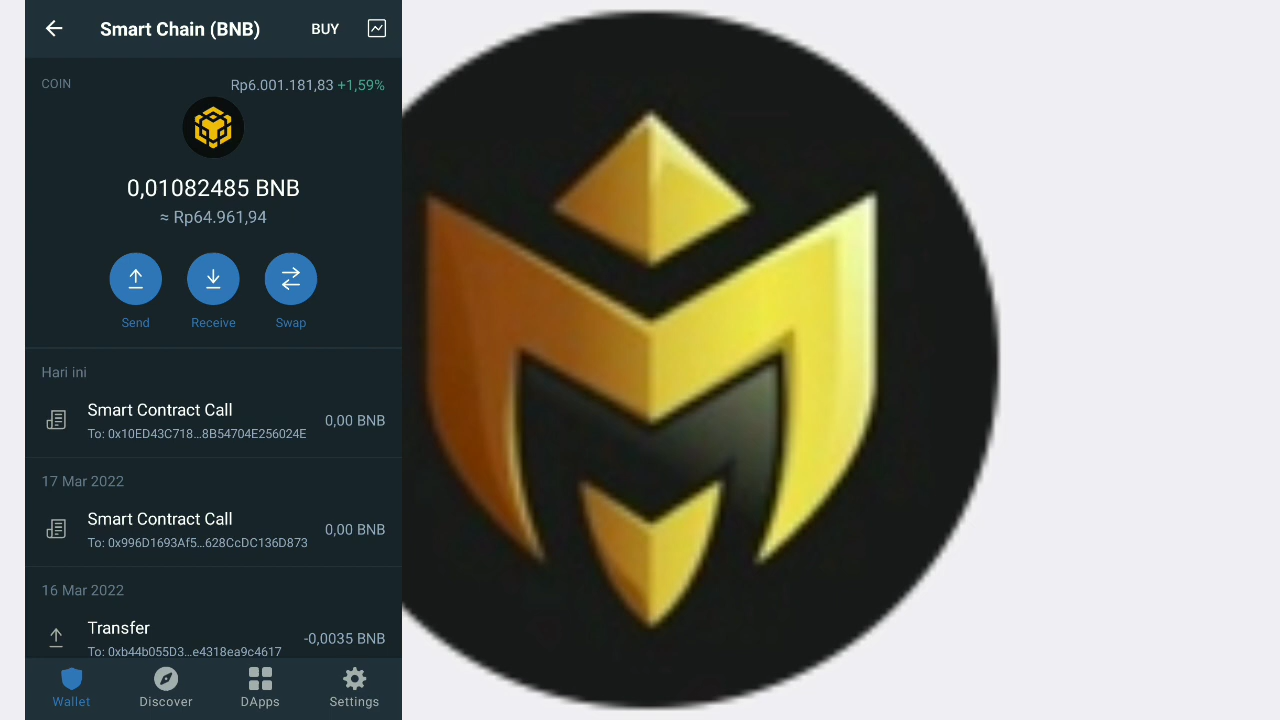 Smart Chain (BNB) BUY
COIN Rp6.001.181,83 +1,59%
0,01082485 BNB
≈ Rp64.961,94
Send Receive Swap
Hari ini
Smart Contract Call 0,00 BNB
To: 0x10ED43C718...8B54704E256024E
17 Mar 2022
Smart Contract Call 0,00 BNB
To: 0x996D1693Af5...628CcDC136D873
16 Mar 2022
Transfer -0,0035 BNB
To: 0xb44b055D3...e4318ea9c4617
Wallet Discover DApps Settings